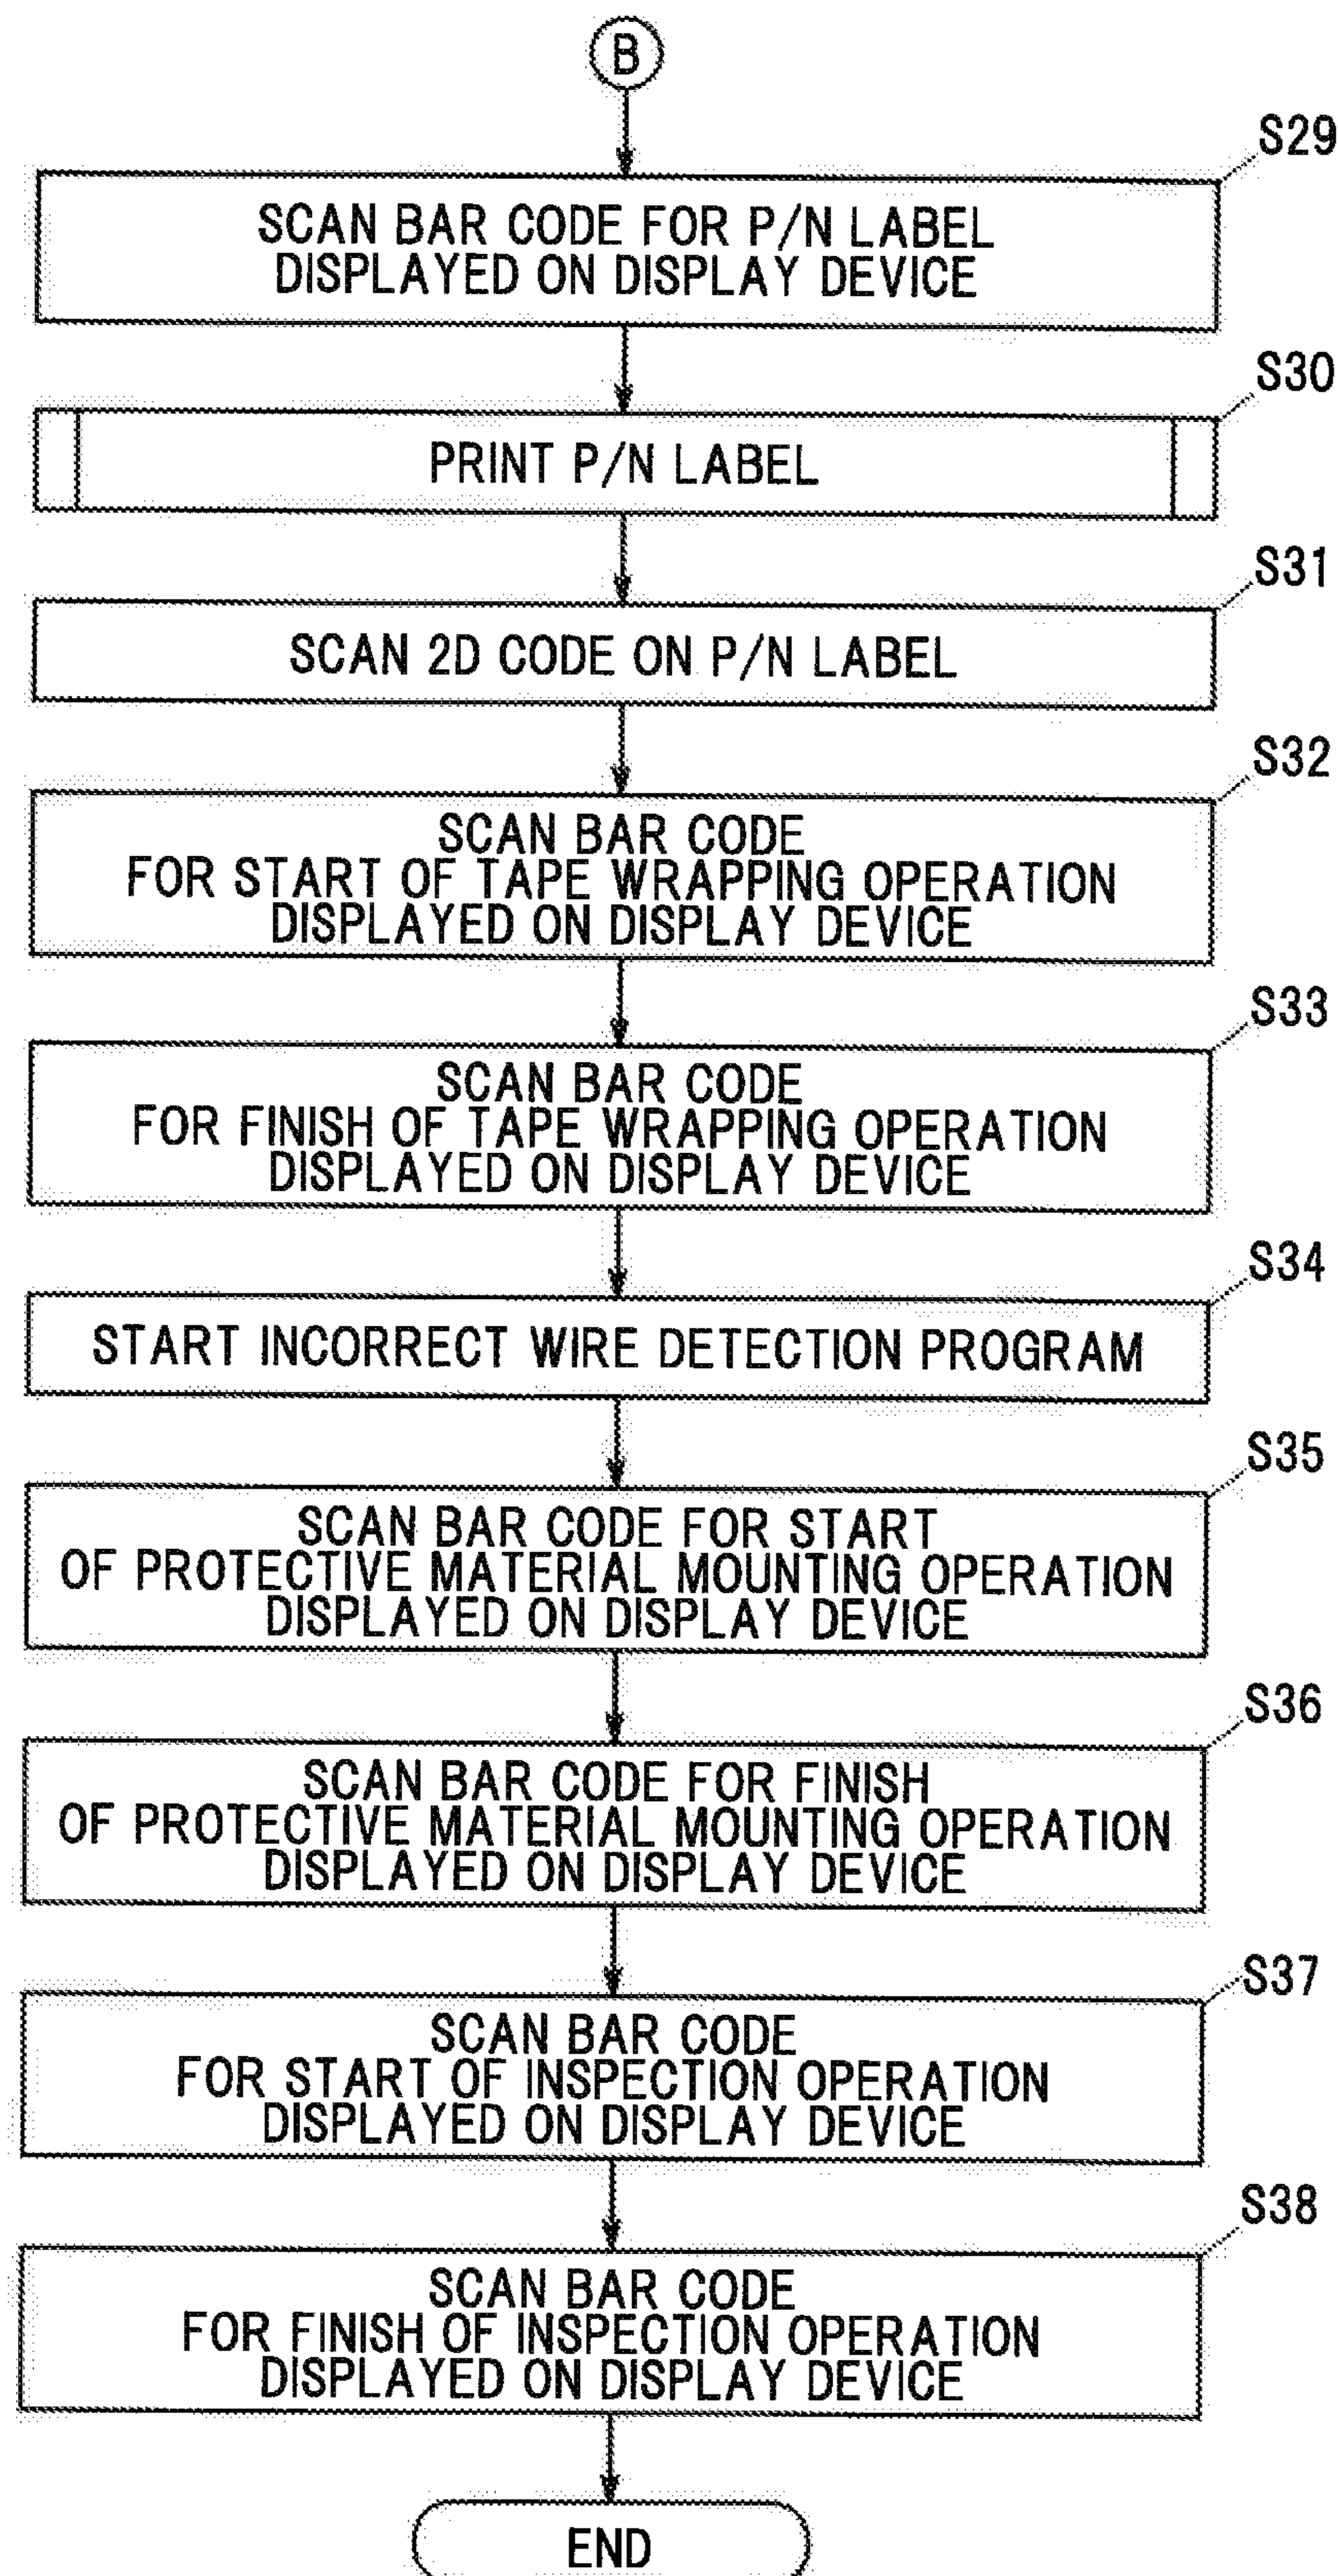 B
S29
SCAN BAR CODE FOR P/N LABEL
DISPLAYED ON DISPLAY DEVICE
S30
PRINT P/N LABEL
S31
SCAN 2D CODE ON P/N LABEL
S32
SCAN BAR CODE
FOR START OF TAPE WRAPPING OPERATION
DISPLAYED ON DISPLAY DEVICE
S33
SCAN BAR CODE
FOR FINISH OF TAPE WRAPPING OPERATION
DISPLAYED ON DISPLAY DEVICE
S34
START INCORRECT WIRE DETECTION PROGRAM
S35
SCAN BAR CODE FOR START
OF PROTECTIVE MATERIAL MOUNTING OPERATION
DISPLAYED ON DISPLAY DEVICE
S36
SCAN BAR CODE FOR FINISH
OF PROTECTIVE MATERIAL MOUNTING OPERATION
DISPLAYED ON DISPLAY DEVICE
S37
SCAN BAR CODE
FOR START OF INSPECTION OPERATION
DISPLAYED ON DISPLAY DEVICE
S38
SCAN BAR CODE
FOR FINISH OF INSPECTION OPERATION
DISPLAYED ON DISPLAY DEVICE
END